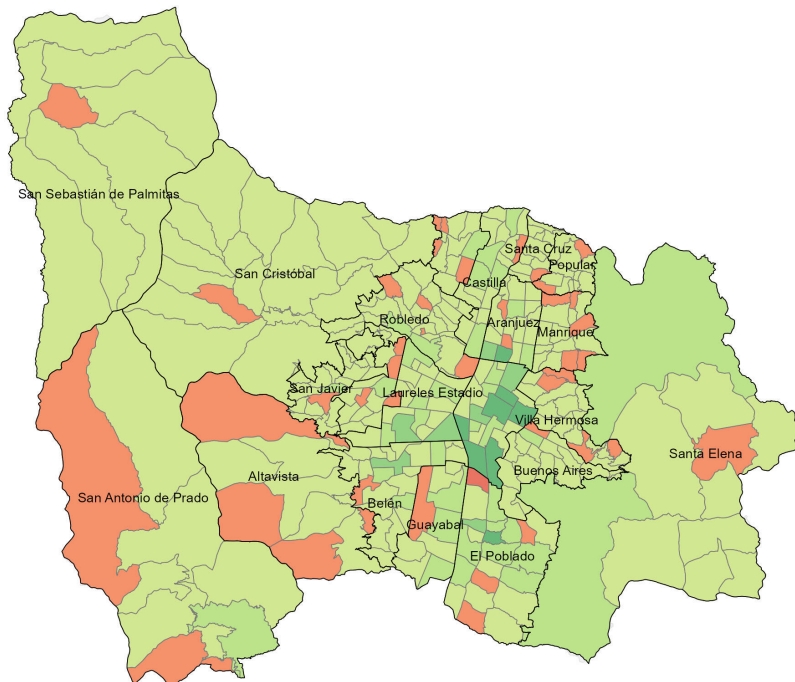 San Sebastián de Palmitas
San Cristóbal
Santa Cruz
Popular
Castilla
Robledo
Aranjuez
Manrique
San Javier
Laureles Estadio
Villa Hermosa
Santa Elena
Buenos Aires
Altavista
San Antonio de Prado
Belén
Guayabal
El Poblado